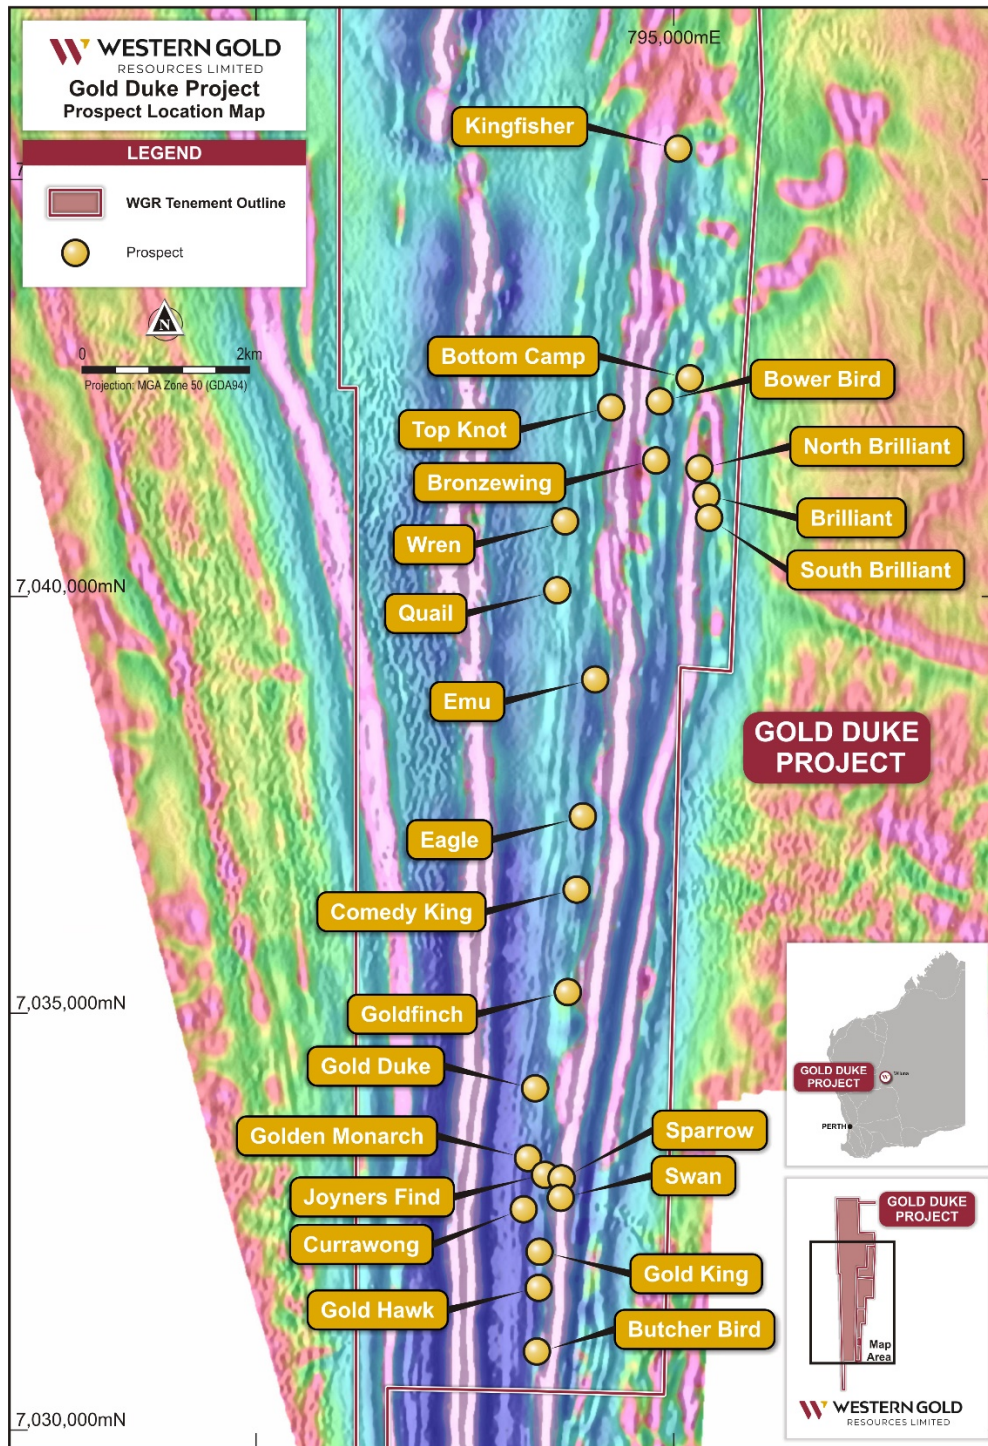 WESTERN GOLD
RESOURCES LIMITED
Gold Duke Project
Prospect Location Map
LEGEND
WGR Tenement Outline
Prospect
N
0 2km
Projection: MGA Zone 50 (GDA94)
795,000mE
Kingfisher
Bottom Camp
Bower Bird
Top Knot
North Brilliant
Bronzewing
Brilliant
Wren
South Brilliant
7,040,000mN
Quail
Emu
GOLD DUKE
PROJECT
Eagle
Comedy King
7,035,000mN
Goldfinch
Gold Duke
GOLD DUKE
PROJECT
W
PERTH
Golden Monarch
Sparrow
Joyners Find
Swan
Currawong
Gold King
Gold Hawk
Butcher Bird
GOLD DUKE
PROJECT
Map
Area
WESTERN GOLD
RESOURCES LIMITED
7,030,000mN